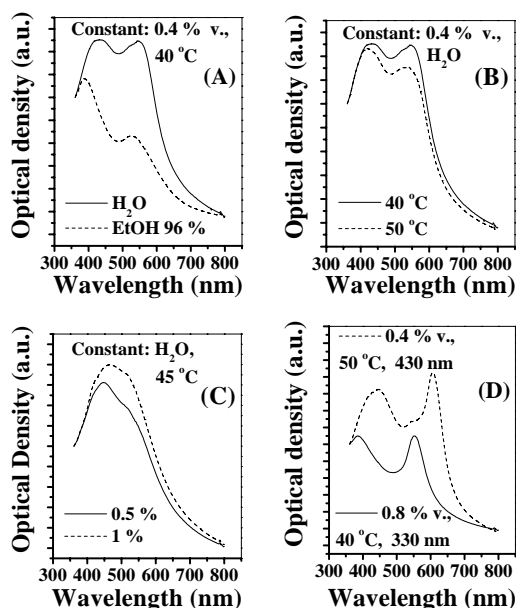 Constant: 0.4 % v.,
40 °C
(A)
H2O
EtOH 96 %
Optical density (a.u.)
300 400 500 600 700 800
Wavelength (nm)
Constant: 0.4 % v.,
H2O
(B)
40 °C
50 °C
Optical density (a.u.)
300 400 500 600 700 800
Wavelength (nm)
Constant: H2O,
45 °C
(C)
0.5 %
1 %
Optical Density (a.u.)
300 400 500 600 700 800
Wavelength (nm)
0.4 % v.,
50 °C, 430 nm
(D)
0.8 % v.,
40 °C, 330 nm
Optical density (a.u.)
300 400 500 600 700 800
Wavelength (nm)